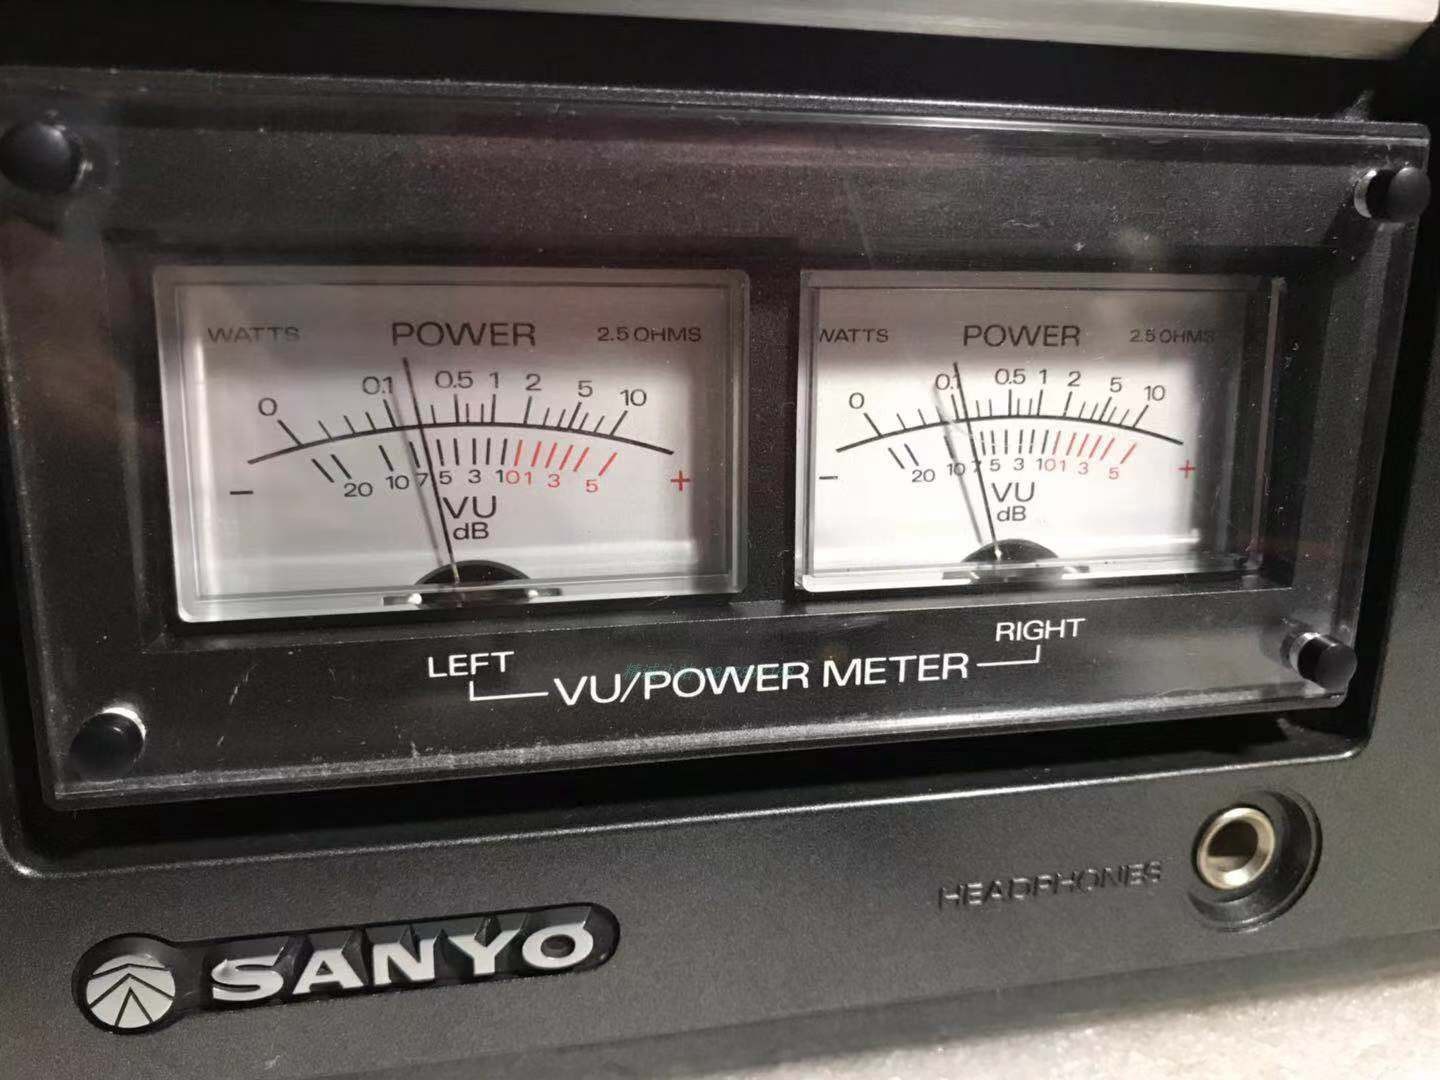 WATTS POWER 2.5 OHMS
0 0.1 0.5 1 2 5 10
- 20 10 7 5 3 1 0 1 3 5 +
VU
dB
WATTS POWER 2.5 OHMS
0 0.1 0.5 1 2 5 10
- 20 10 7 5 3 1 0 1 3 5 +
VU
dB
LEFT
RIGHT
VU/POWER METER
HEADPHONES
SANYO